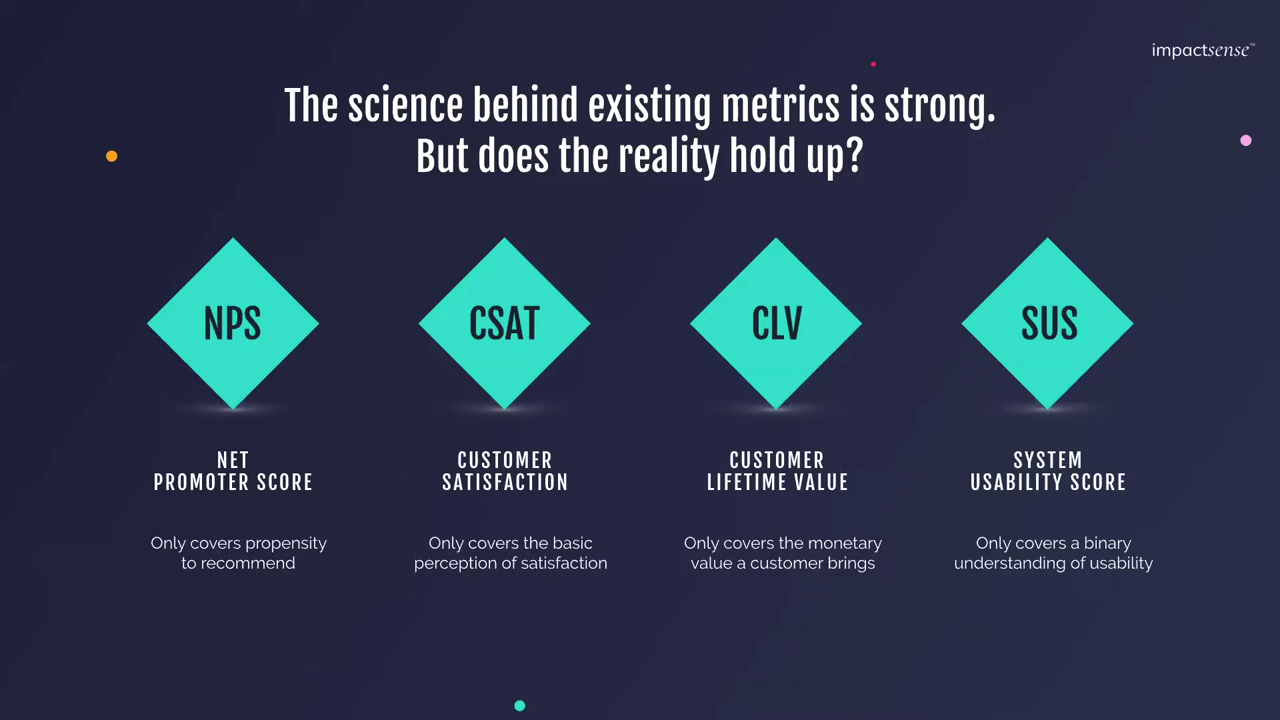 impactsense™
The science behind existing metrics is strong.
But does the reality hold up?
NPS
CSAT
CLV
SUS
NET
PROMOTER SCORE
CUSTOMER
SATISFACTION
CUSTOMER
LIFETIME VALUE
SYSTEM
USABILITY SCORE
Only covers propensity
to recommend
Only covers the basic
perception of satisfaction
Only covers the monetary
value a customer brings
Only covers a binary
understanding of usability